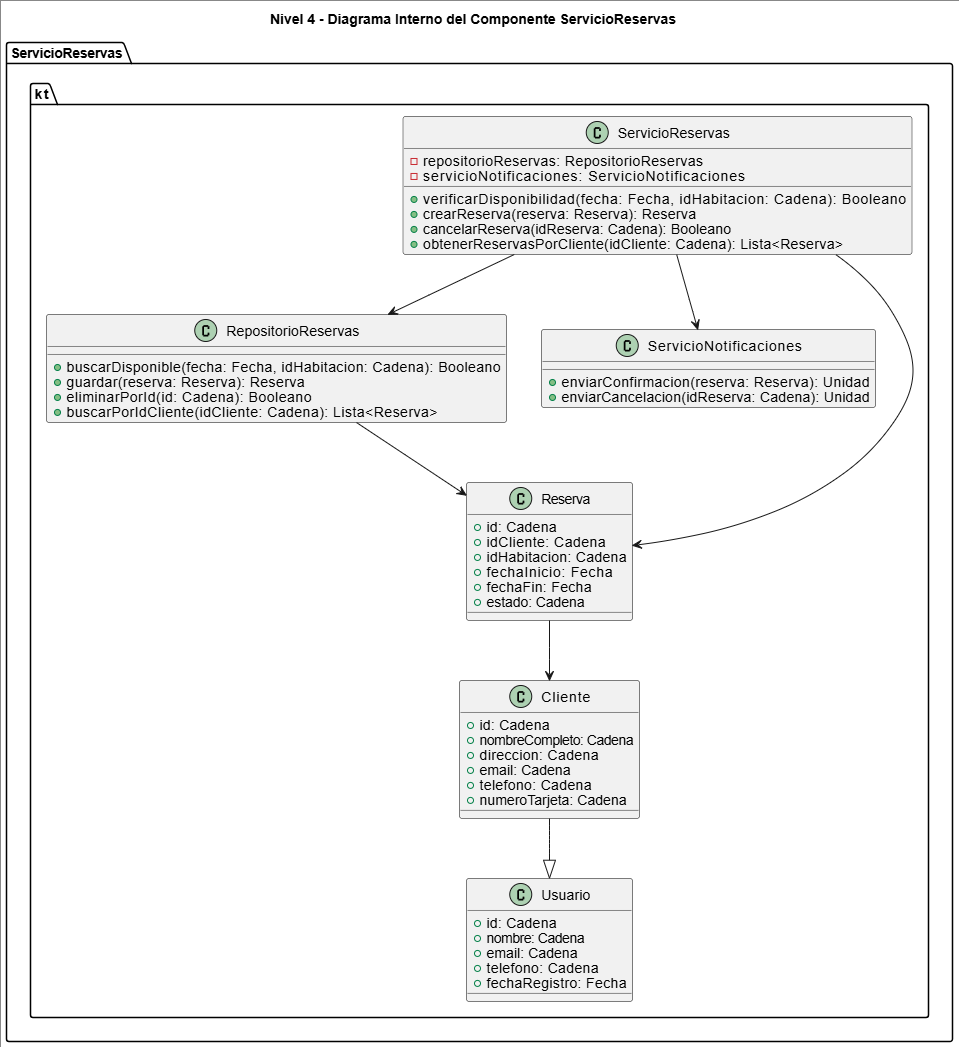 Nivel 4 - Diagrama Interno del Componente ServicioReservas
ServicioReservas
kt
C ServicioReservas
repositorioReservas: RepositorioReservas
servicioNotificaciones: ServicioNotificaciones
verificarDisponibilidad(fecha: Fecha, idHabitacion: Cadena): Booleano
crearReserva(reserva: Reserva): Reserva
cancelarReserva(idReserva: Cadena): Booleano
obtenerReservasPorCliente(idCliente: Cadena): Lista<Reserva>
C RepositorioReservas
buscarDisponible(fecha: Fecha, idHabitacion: Cadena): Booleano
guardar(reserva: Reserva): Reserva
eliminarPorId(id: Cadena): Booleano
buscarPorIdCliente(idCliente: Cadena): Lista<Reserva>
C ServicioNotificaciones
enviarConfirmacion(reserva: Reserva): Unidad
enviarCancelacion(idReserva: Cadena): Unidad
C Reserva
id: Cadena
idCliente: Cadena
idHabitacion: Cadena
fechaInicio: Fecha
fechaFin: Fecha
estado: Cadena
C Cliente
id: Cadena
nombreCompleto: Cadena
direccion: Cadena
email: Cadena
telefono: Cadena
numeroTarjeta: Cadena
C Usuario
id: Cadena
nombre: Cadena
email: Cadena
telefono: Cadena
fechaRegistro: Fecha